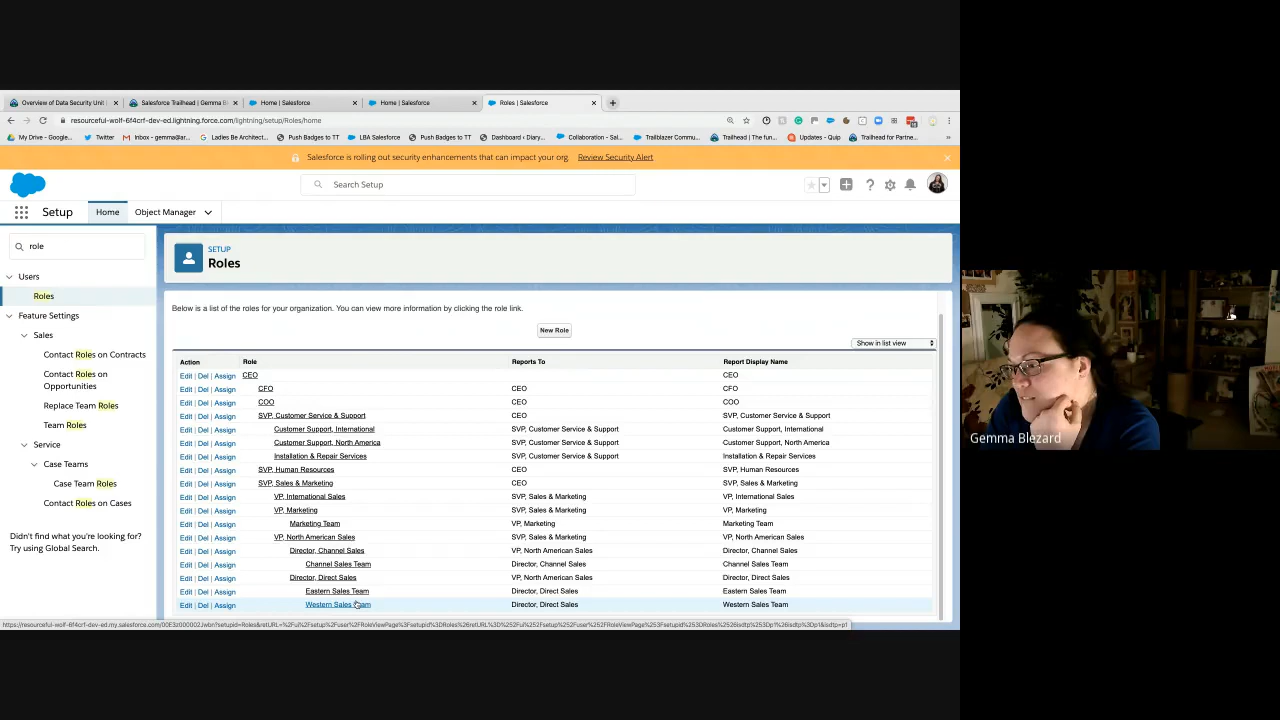 Overview of Data Security Unit
Salesforce Trailhead | Gemma B
Home | Salesforce
Home | Salesforce
Roles | Salesforce
resourceful-wolf-6f4crf-dev-ed.lightning.force.com/lightning/setup/Roles/home
My Drive - Google...
Twitter
Inbox - gemma@ar...
Ladies Be Architect...
Push Badges to TT
LBA Salesforce
Push Badges to TT
Dashboard ‹ Diary...
Collaboration - Sal...
Trailblazer Commu...
Trailhead | The fun...
Updates - Quip
Trailhead for Partne...
»
Salesforce is rolling out security enhancements that can impact your org. Review Security Alert
Search Setup
Setup
Home
Object Manager
role
Users
Roles
Feature Settings
Sales
Contact Roles on Contracts
Contact Roles on
Opportunities
Replace Team Roles
Team Roles
Service
Case Teams
Case Team Roles
Contact Roles on Cases
Didn't find what you're looking for?
Try using Global Search.
SETUP
Roles
Below is a list of the roles for your organization. You can view more information by clicking the role link.
New Role
Show in list view
Action Role Reports To Report Display Name
Edit | Del | Assign CEO CEO
Edit | Del | Assign CFO CEO CFO
Edit | Del | Assign COO CEO COO
Edit | Del | Assign SVP, Customer Service & Support CEO SVP, Customer Service & Support
Edit | Del | Assign Customer Support, International SVP, Customer Service & Support Customer Support, International
Edit | Del | Assign Customer Support, North America SVP, Customer Service & Support Customer Support, North America
Edit | Del | Assign Installation & Repair Services SVP, Customer Service & Support Installation & Repair Services
Edit | Del | Assign SVP, Human Resources CEO SVP, Human Resources
Edit | Del | Assign SVP, Sales & Marketing CEO SVP, Sales & Marketing
Edit | Del | Assign VP, International Sales SVP, Sales & Marketing VP, International Sales
Edit | Del | Assign VP, Marketing SVP, Sales & Marketing VP, Marketing
Edit | Del | Assign Marketing Team VP, Marketing Marketing Team
Edit | Del | Assign VP, North American Sales SVP, Sales & Marketing VP, North American Sales
Edit | Del | Assign Director, Channel Sales VP, North American Sales Director, Channel Sales
Edit | Del | Assign Channel Sales Team Director, Channel Sales Channel Sales Team
Edit | Del | Assign Director, Direct Sales VP, North American Sales Director, Direct Sales
Edit | Del | Assign Eastern Sales Team Director, Direct Sales Eastern Sales Team
Edit | Del | Assign Western Sales Team Director, Direct Sales Western Sales Team
Gemma Blezard